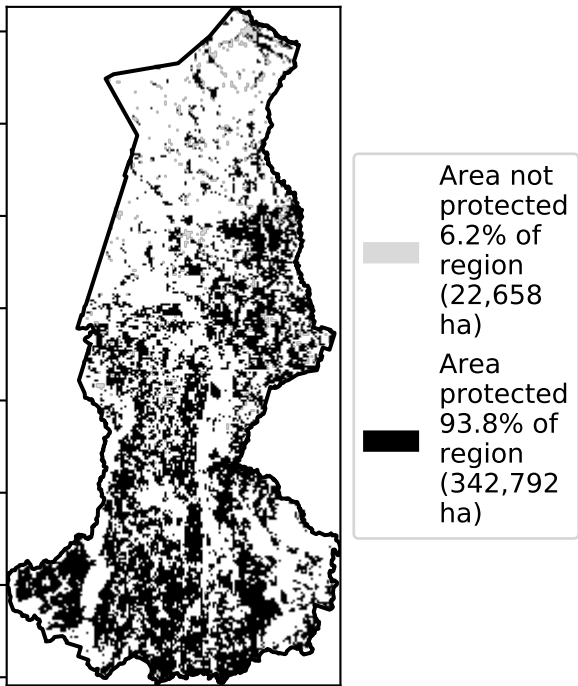 Area not
protected
6.2% of
region
(22,658
ha)
Area
protected
93.8% of
region
(342,792
ha)